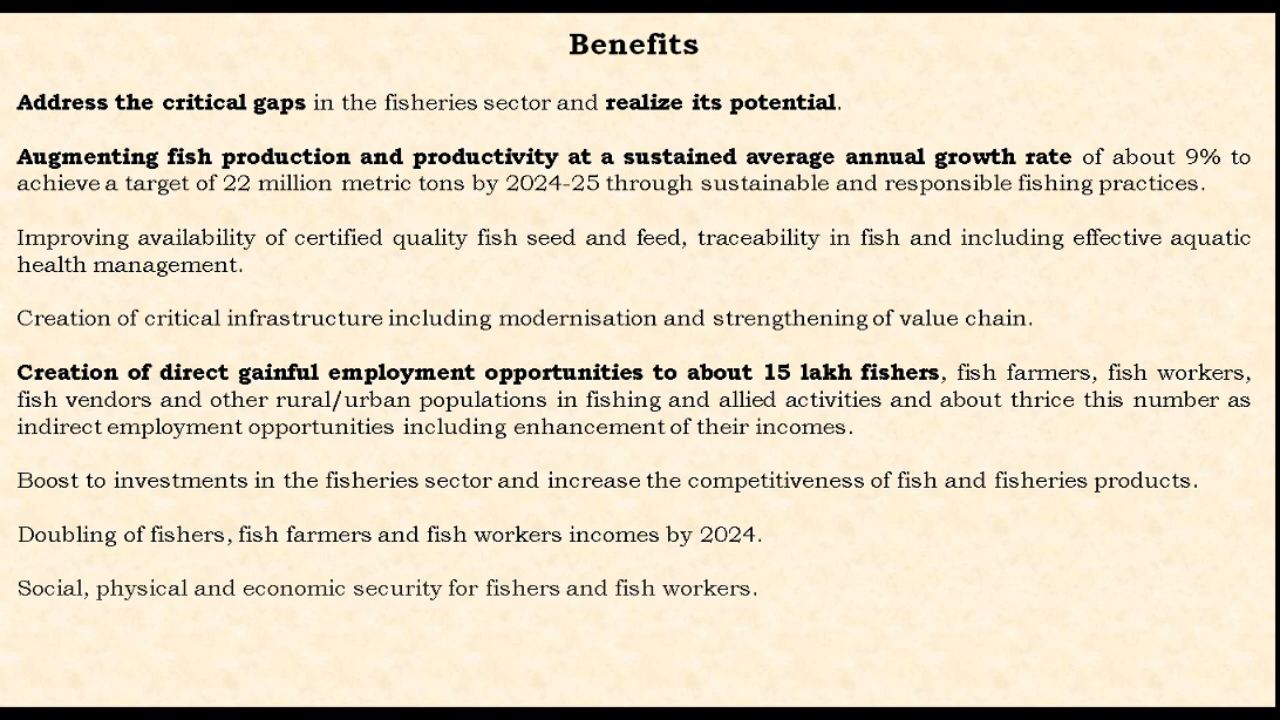 Benefits
Address the critical gaps in the fisheries sector and realize its potential.
Augmenting fish production and productivity at a sustained average annual growth rate of about 9% to
achieve a target of 22 million metric tons by 2024-25 through sustainable and responsible fishing practices.
Improving availability of certified quality fish seed and feed, traceability in fish and including effective aquatic
health management.
Creation of critical infrastructure including modernisation and strengthening of value chain.
Creation of direct gainful employment opportunities to about 15 lakh fishers, fish farmers, fish workers,
fish vendors and other rural/urban populations in fishing and allied activities and about thrice this number as
indirect employment opportunities including enhancement of their incomes.
Boost to investments in the fisheries sector and increase the competitiveness of fish and fisheries products.
Doubling of fishers, fish farmers and fish workers incomes by 2024.
Social, physical and economic security for fishers and fish workers.